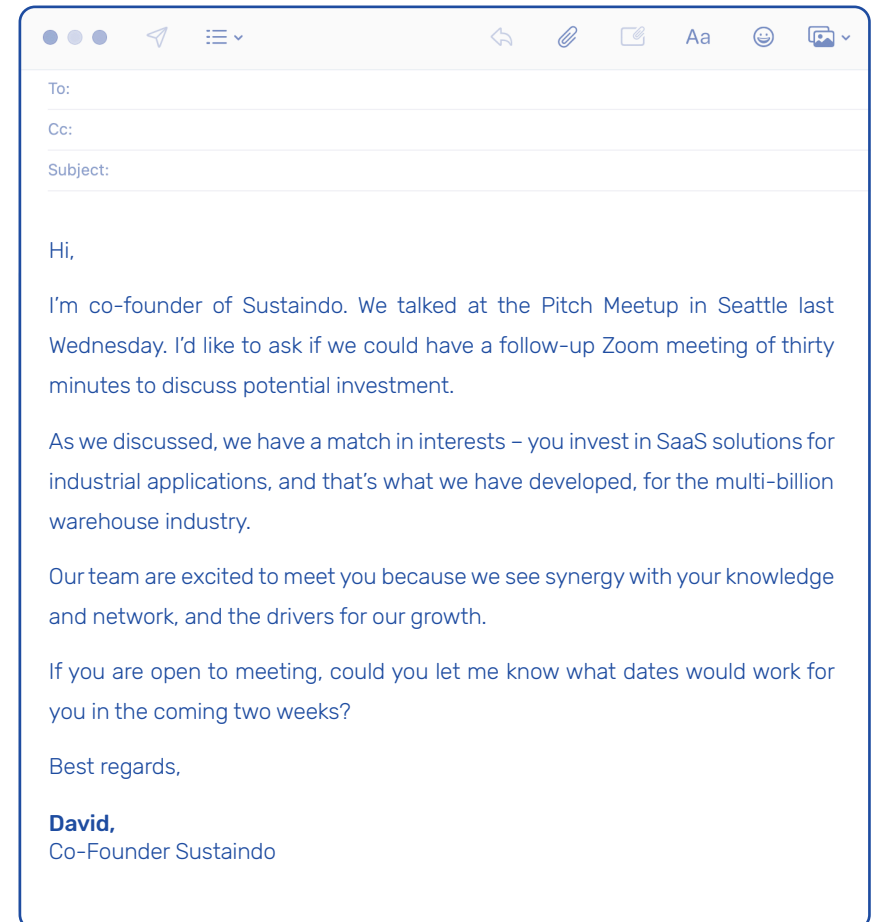 Aa
To:
Cc:
Subject:
Hi,
I'm co-founder of Sustaindo. We talked at the Pitch Meetup in Seattle last
Wednesday. I'd like to ask if we could have a follow-up Zoom meeting of thirty
minutes to discuss potential investment.
As we discussed, we have a match in interests – you invest in SaaS solutions for
industrial applications, and that's what we have developed, for the multi-billion
warehouse industry.
Our team are excited to meet you because we see synergy with your knowledge
and network, and the drivers for our growth.
If you are open to meeting, could you let me know what dates would work for
you in the coming two weeks?
Best regards,
David,
Co-Founder Sustaindo